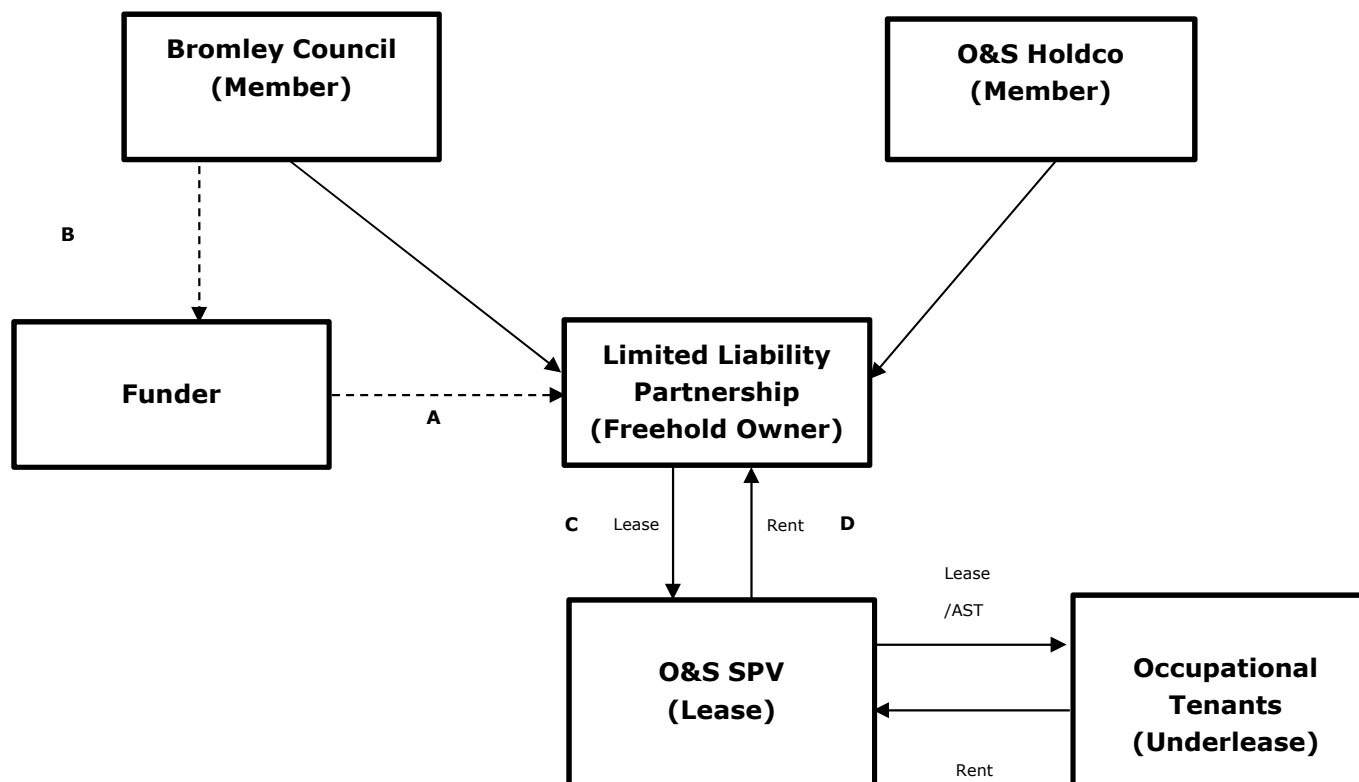 Bromley Council
(Member)
O&S Holdco
(Member)
B
Funder
A
Limited Liability
Partnership
(Freehold Owner)
C Lease Rent D
Lease
/AST
O&S SPV
(Lease)
Occupational
Tenants
(Underlease)
Rent